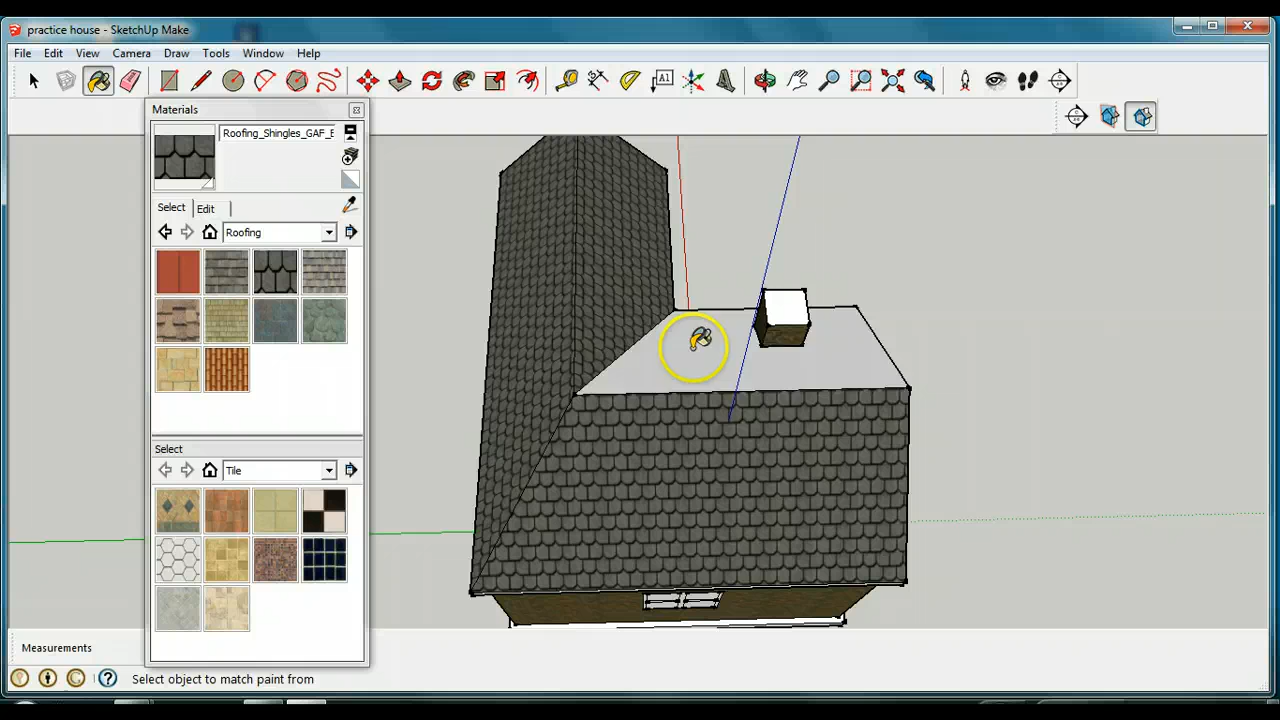 practice house - SketchUp Make
File Edit View Camera Draw Tools Window Help
A1
Materials
Roofing_Shingles_GAF_E
Select Edit
Roofing
Select
Tile
Measurements
Select object to match paint from